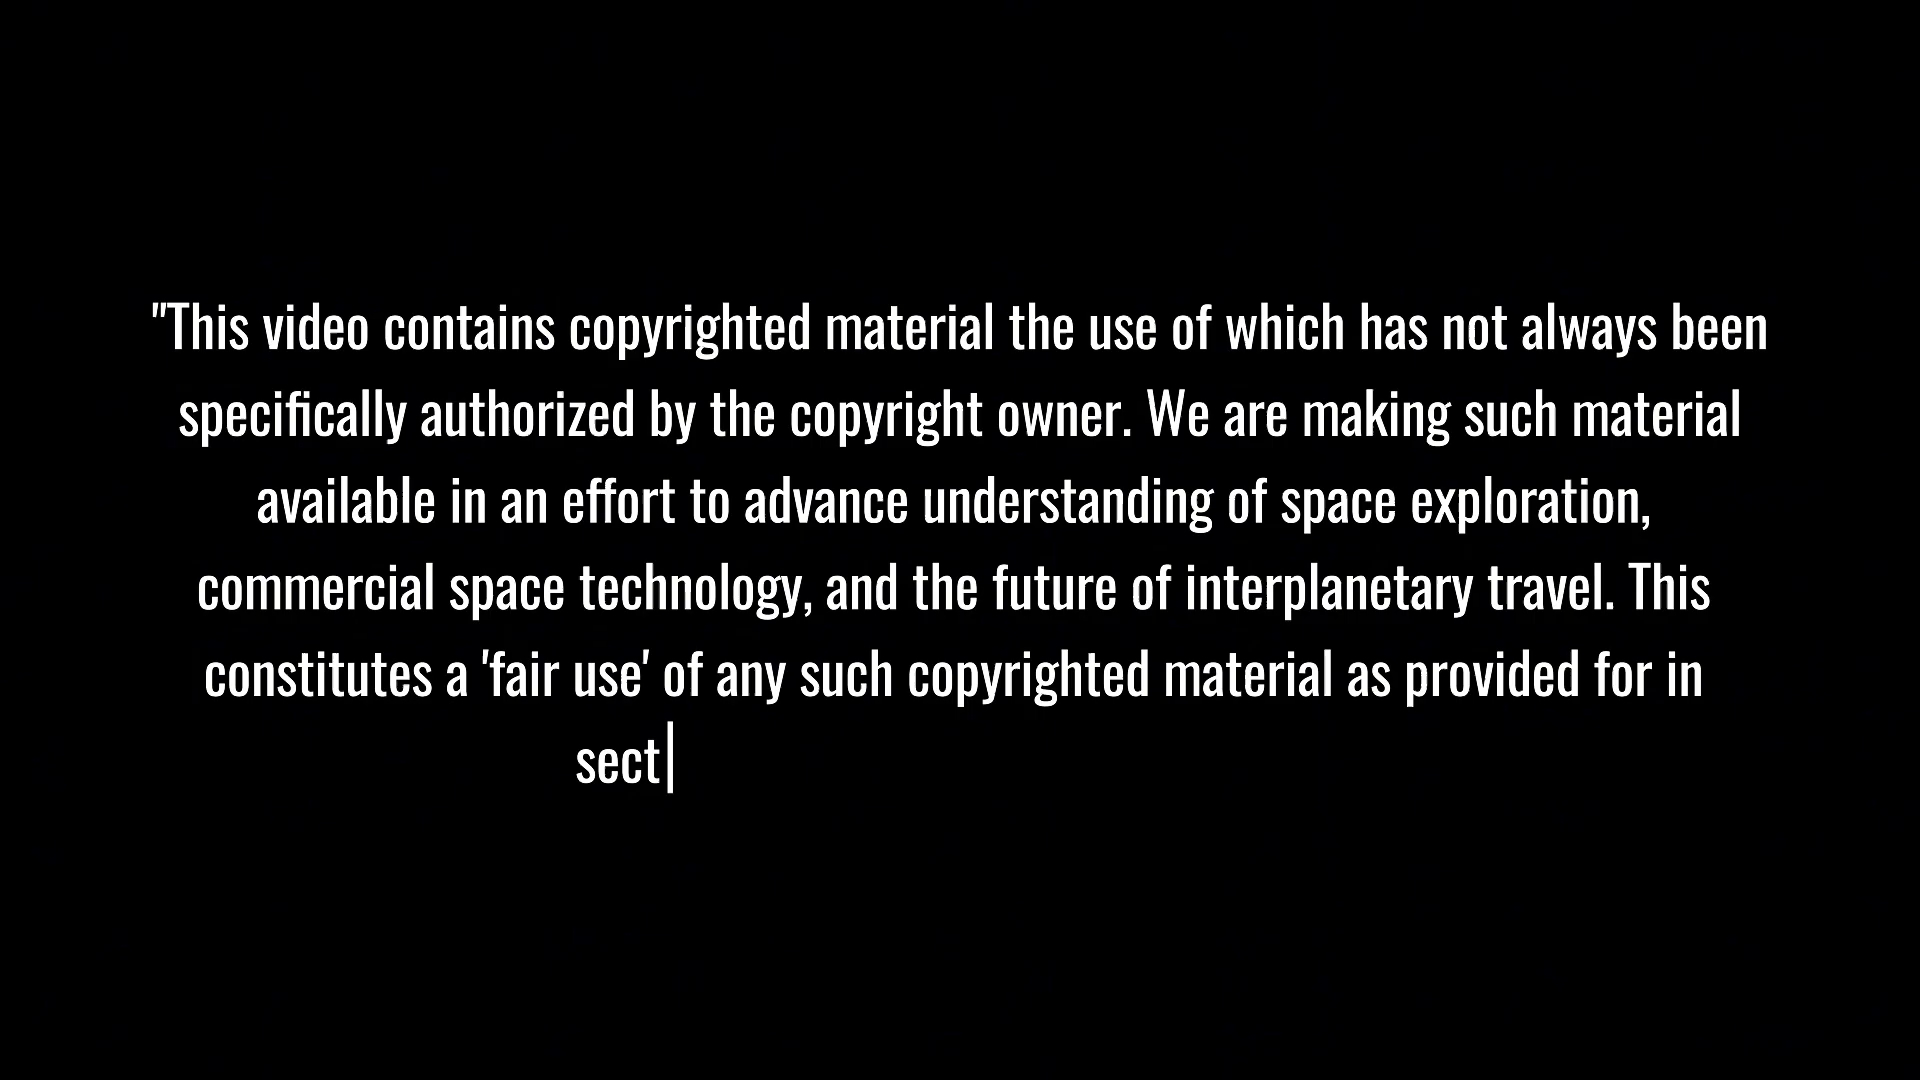 "This video contains copyrighted material the use of which has not always been
specifically authorized by the copyright owner. We are making such material
available in an effort to advance understanding of space exploration,
commercial space technology, and the future of interplanetary travel. This
constitutes a 'fair use' of any such copyrighted material as provided for in
sect